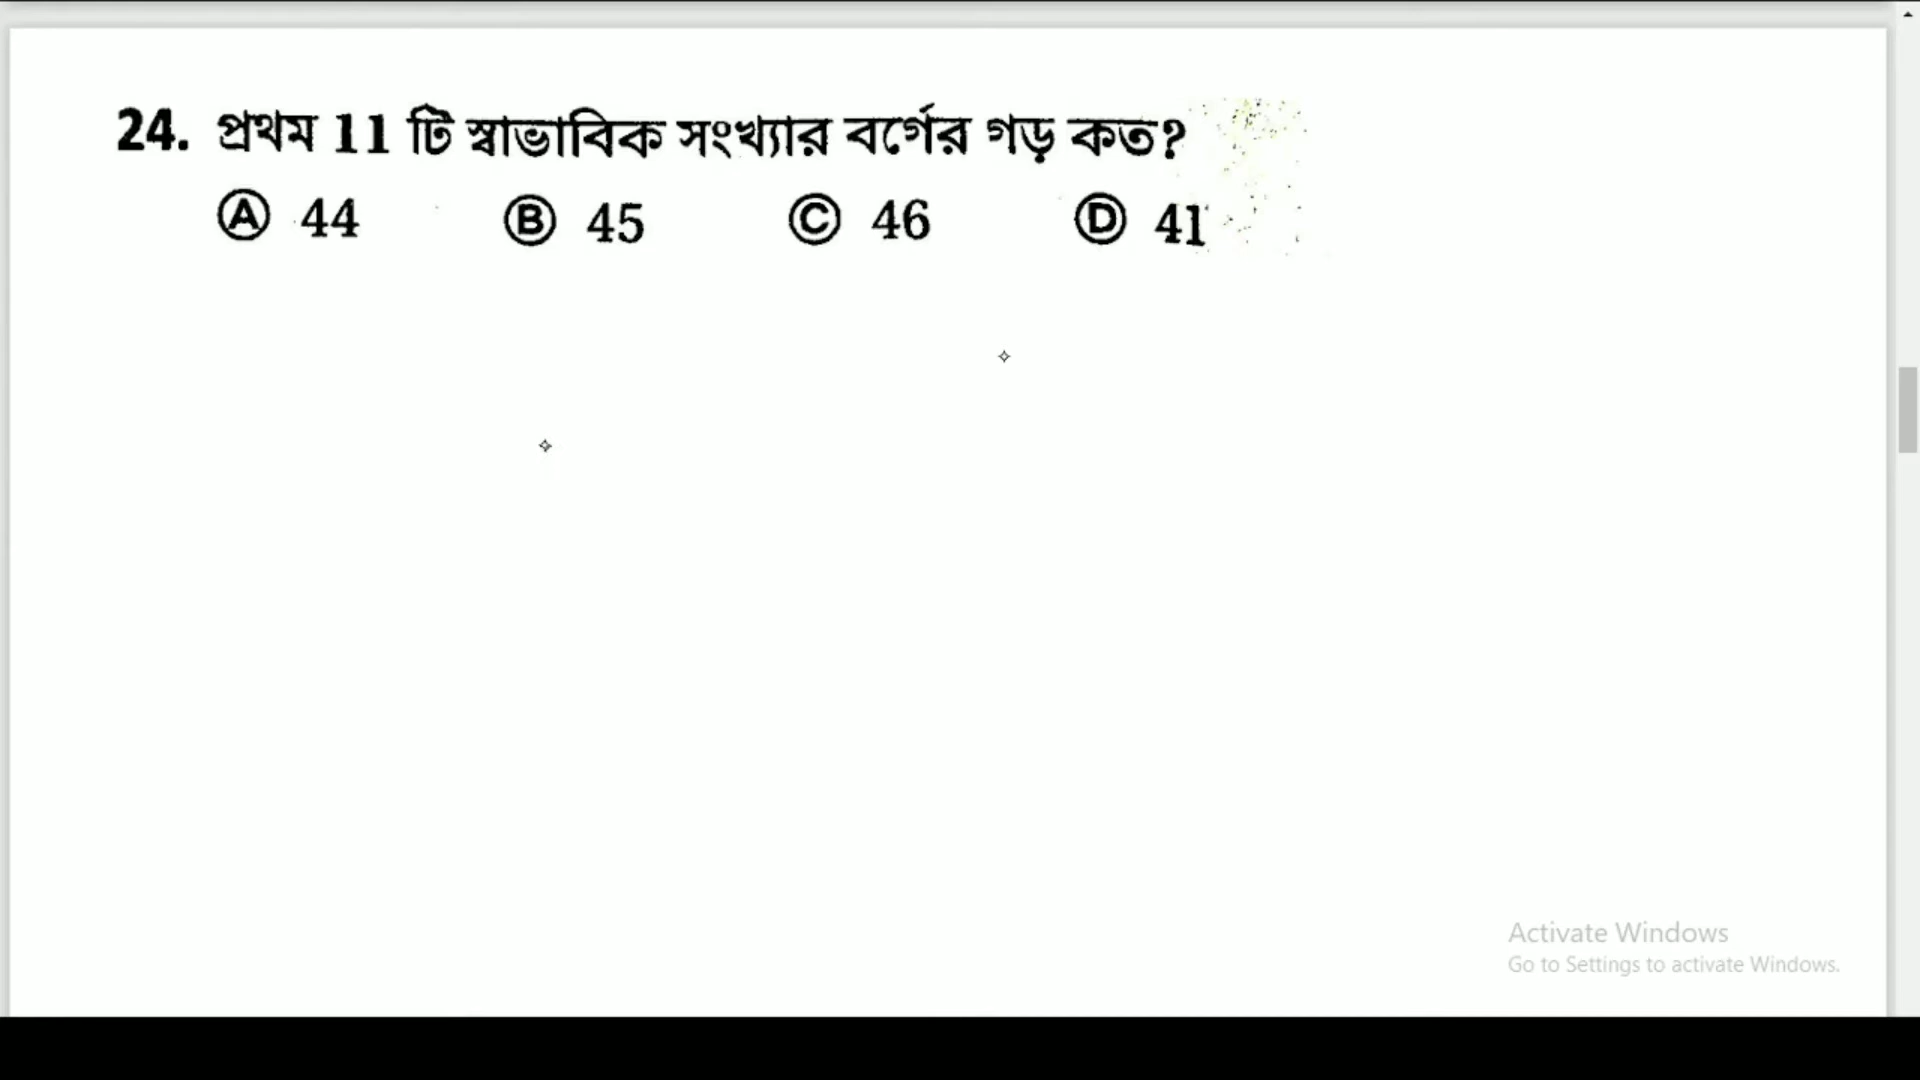 24. প্রথম 11 টি স্বাভাবিক সংখ্যার বর্গের গড় কত?
Ⓐ 44 Ⓑ 45 Ⓒ 46 Ⓓ 41
Activate Windows
Go to Settings to activate Windows.